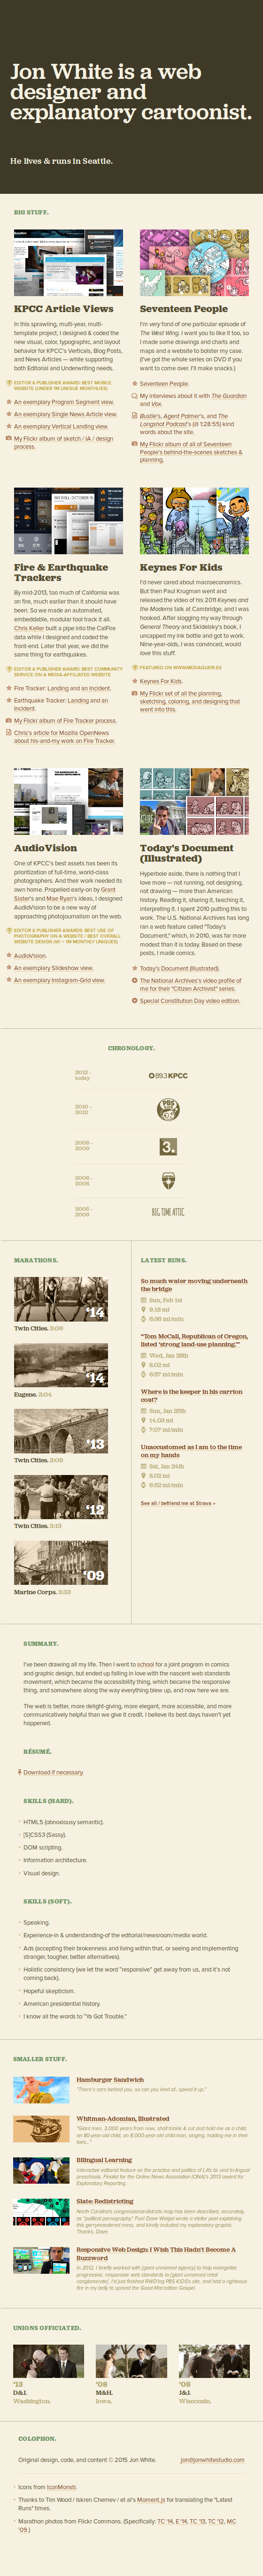 Jon White is a web
designer and
explanatory cartoonist.
He lives & runs in Seattle.
BIG STUFF.
KPCC Article Views
In this sprawling, multi-year, multi-
template project, I designed & coded the
new visual, color, typographic, and layout
behavior for KPCC's Verticals, Blog Posts,
and News Articles — while supporting
both Editorial and Underwriting needs.
EDITOR & PUBLISHER AWARD: BEST MOBILE
WEBSITE (UNDER 1M UNIQUE MONTHLIES)
An exemplary Program Segment view.
An exemplary Single News Article view.
An exemplary Vertical Landing view.
My Flickr album of sketch / IA / design
process.
Seventeen People
I'm very fond of one particular episode of
The West Wing. I want you to like it too, so
I made some drawings and charts and
maps and a website to bolster my case.
(I've got the whole series on DVD if you
want to come over. I'll make snacks.)
Seventeen People.
My interviews about it with The Guardian
and Vox.
Bustle's, Agent Palmer's, and The
Longshot Podcast's (@ 1:28:55) kind
words about the site.
My Flickr album of all of Seventeen
People's behind-the-scenes sketches &
planning.
Fire & Earthquake
Trackers
By mid-2013, too much of California was
on fire, much earlier than it should have
been. So we made an automated,
embeddable, modular tool track it all.
Chris Keller built a pipe into the CalFire
data while I designed and coded the
front-end. Later that year, we did the
same thing for earthquakes.
EDITOR & PUBLISHER AWARD: BEST COMMUNITY
SERVICE ON A MEDIA-AFFILIATED WEBSITE
Fire Tracker: Landing and an Incident.
Earthquake Tracker: Landing and an
Incident.
My Flickr album of Fire Tracker process.
Chris's article for Mozilla OpenNews
about his-and-my work on Fire Tracker.
Keynes For Kids
I'd never cared about macroeconomics.
But then Paul Krugman went and
released the video of his 2011 Keynes and
the Moderns talk at Cambridge, and I was
hooked. After slogging my way through
General Theory and Skidelsky's book, I
uncapped my ink bottle and got to work.
Nine-year-olds, I was convinced, would
love this stuff.
FEATURED ON WWW.MEDIAQUERI.ES
Keynes For Kids.
My Flickr set of all the planning,
sketching, coloring, and designing that
went into this.
AudioVision
One of KPCC's best assets has been its
prioritization of full-time, world-class
photographers. And their work needed its
own home. Propelled early-on by Grant
Slater's and Mae Ryan's ideas, I designed
AudioVision to be a new way of
approaching photojournalism on the web.
EDITOR & PUBLISHER AWARDS: BEST USE OF
PHOTOGRAPHY ON A WEBSITE / BEST OVERALL
WEBSITE DESIGN (W/ < 1M MONTHLY UNIQUES)
AudioVision.
An exemplary Slideshow view.
An exemplary Instagram-Grid view.
Today's Document
(Illustrated)
Hyperbole aside, there is nothing that I
love more — not running, not designing,
not drawing — more than American
history. Reading it, sharing it, teaching it,
interpreting it. I spent 2010 putting this to
work. The U.S. National Archives has long
ran a web feature called "Today's
Document," which, in 2010, was far more
modest than it is today. Based on these
posts, I made comics.
Today's Document (Illustrated).
The National Archives's video profile of
me for their "Citizen Archivist" series.
Special Constitution Day video edition.
CHRONOLOGY.
2012 -
today
89.3 KPCC
2010 -
2012
PBS
2008 -
2009
3.
2006 -
2008
2005 -
2006
BIG TIME ATTIC
MARATHONS.
'14
Twin Cities. 3:06
'14
Eugene. 3:04
'13
Twin Cities. 3:09
'12
Twin Cities. 3:13
'09
Marine Corps. 3:33
LATEST RUNS.
So much water moving underneath
the bridge
Sun, Feb 1st
9.18 mi
6:36 mi/min
"Tom McCall, Republican of Oregon,
listed 'strong land-use planning.'"
Wed, Jan 28th
8.02 mi
6:57 mi/min
Where is the keeper in his carrion
coat?
Sun, Jan 25th
14.03 mi
7:07 mi/min
Unaccustomed as I am to the time
on my hands
Sat, Jan 24th
8.02 mi
6:52 mi/min
See all / befriend me at Strava »
SUMMARY.
I've been drawing all my life. Then I went to school for a joint program in comics
and graphic design, but ended up falling in love with the nascent web standards
movement, which became the accessibility thing, which became the responsive
thing, and somewhere along the way everything blew up, and now here we are.
The web is better, more delight-giving, more elegant, more accessible, and more
communicatively helpful than we give it credit. I believe its best days haven't yet
happened.
RÉSUMÉ.
Download if necessary.
SKILLS (HARD).
HTML5 (obnoxiousy semantic).
[S]CSS3 (Sassy).
DOM scripting.
Information architecture.
Visual design.
SKILLS (SOFT).
Speaking.
Experience-in & understanding-of the editorial/newsroom/media world.
Ads (accepting their brokenness and living within that, or seeing and implementing
stranger, tougher, better alternatives).
Holistic consistency (we let the word "responsive" get away from us, and it's not
coming back).
Hopeful skepticism.
American presidential history.
I know all the words to "Ya Got Trouble."
SMALLER STUFF.
Hamburger Sandwich
"There's cars behind you, so can you kind of...speed it up."
Whitman-Adomian, Illustrated
"Giant men, 3,000 years from now, shall thank & cur and hold me as a child,
an 80-year-old child, an 8,000-year-old child-man, singing, holding me in their
toes..."
Bilingual Learning
Interactive editorial feature on the practice and politics of LA's bi- and tri-lingual
preschools. Finalist for the Online News Association (ONA)'s 2013 award for
Explanatory Reporting.
Slate: Redistricting
North Carolina's congressional-districts map has been described, accurately,
as "political pornography." Fun! Dave Weigel wrote a stellar post explaining
this gerrymandered mess, and kindly included my explanatory graphic.
Thanks, Dave.
Responsive Web Design: I Wish This Hadn't Become A
Buzzword
In 2012, I briefly worked with [giant unnamed agency] to help evangelize
progressive, responsive web standards to [giant unnamed retail
conglomerate]. I'd just finished RWD'ing PBS KIDS's site, and had a righteous
fire in my belly to spread the Good Marcottian Gospel.
UNIONS OFFICIATED.
'13
D&J.
Washington.
'08
M&H.
Iowa.
'08
J&J.
Wisconsin.
COLOPHON.
Original design, code, and content © 2015 Jon White.
jon@jonwhitestudio.com
Icons from IconMonstr.
Thanks to Tim Wood / Iskren Chernev / et al's Moment.js for translating the "Latest
Runs" times.
Marathon photos from Flickr Commons. (Specifically: TC '14, E '14, TC '13, TC '12, MC
'09.)